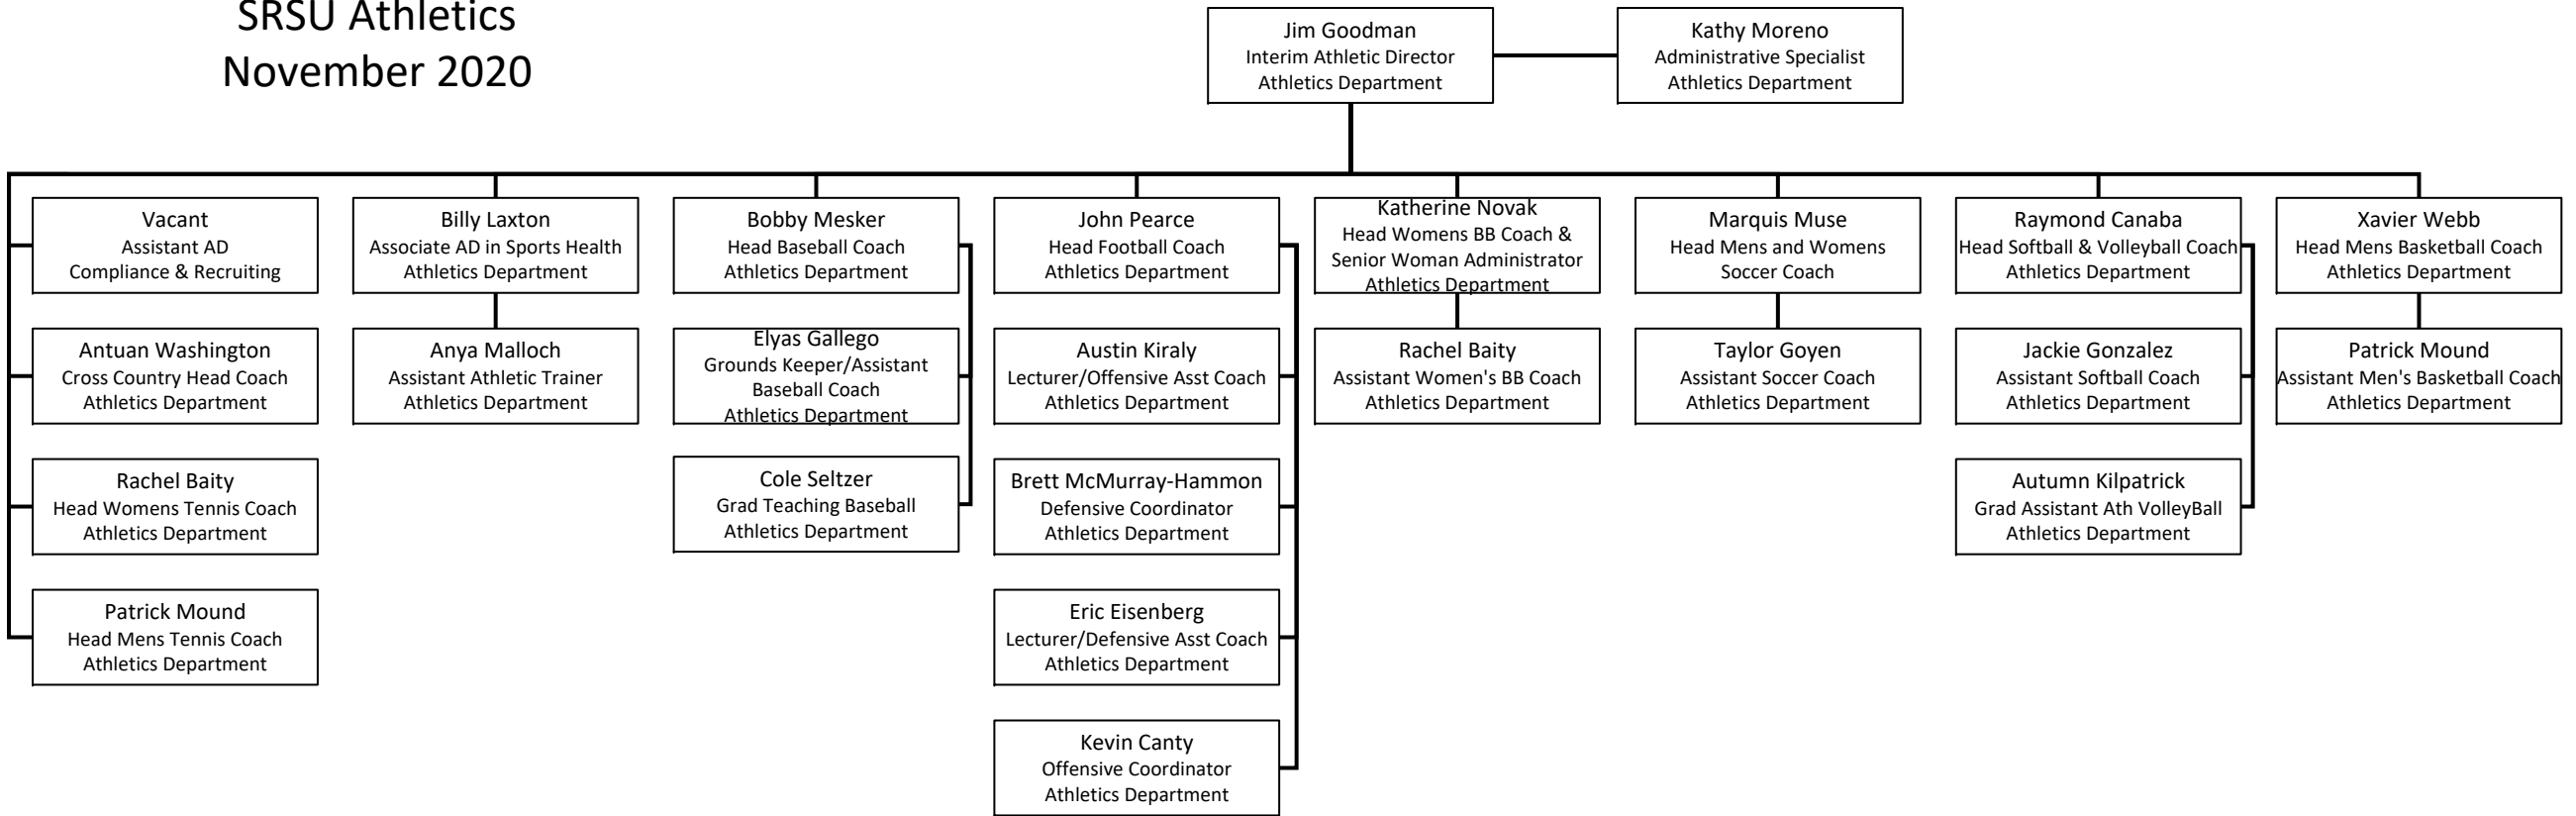 SRSU Athletics
November 2020
Jim Goodman
Interim Athletic Director
Athletics Department
Kathy Moreno
Administrative Specialist
Athletics Department
Vacant
Assistant AD
Compliance & Recruiting
Antuan Washington
Cross Country Head Coach
Athletics Department
Rachel Baity
Head Womens Tennis Coach
Athletics Department
Patrick Mound
Head Mens Tennis Coach
Athletics Department
Billy Laxton
Associate AD in Sports Health
Athletics Department
Anya Malloch
Assistant Athletic Trainer
Athletics Department
Bobby Mesker
Head Baseball Coach
Athletics Department
Elyas Gallego
Grounds Keeper/Assistant
Baseball Coach
Athletics Department
Cole Seltzer
Grad Teaching Baseball
Athletics Department
John Pearce
Head Football Coach
Athletics Department
Austin Kiraly
Lecturer/Offensive Asst Coach
Athletics Department
Brett McMurray-Hammon
Defensive Coordinator
Athletics Department
Eric Eisenberg
Lecturer/Defensive Asst Coach
Athletics Department
Kevin Canty
Offensive Coordinator
Athletics Department
Katherine Novak
Head Womens BB Coach &
Senior Woman Administrator
Athletics Department
Rachel Baity
Assistant Women's BB Coach
Athletics Department
Marquis Muse
Head Mens and Womens
Soccer Coach
Taylor Goyen
Assistant Soccer Coach
Athletics Department
Raymond Canaba
Head Softball & Volleyball Coach
Athletics Department
Jackie Gonzalez
Assistant Softball Coach
Athletics Department
Autumn Kilpatrick
Grad Assistant Ath VolleyBall
Athletics Department
Xavier Webb
Head Mens Basketball Coach
Athletics Department
Patrick Mound
Assistant Men's Basketball Coach
Athletics Department